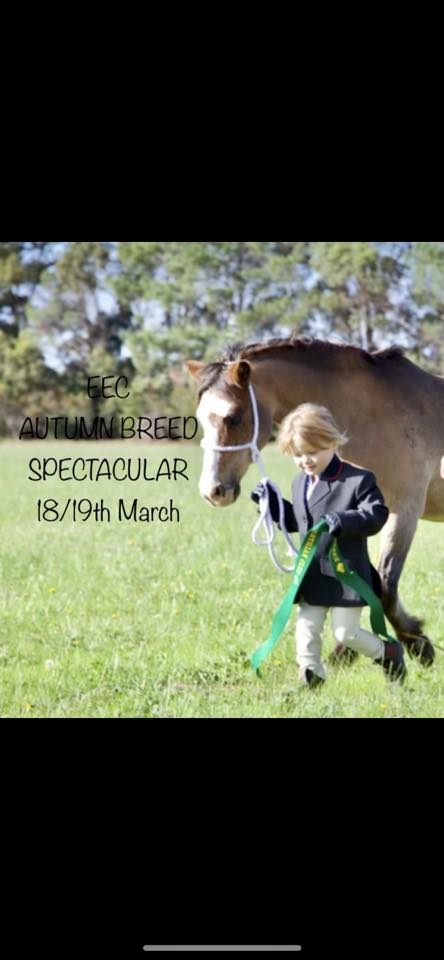 EEC
AUTUMN BREED
SPECTACULAR
18/19th March